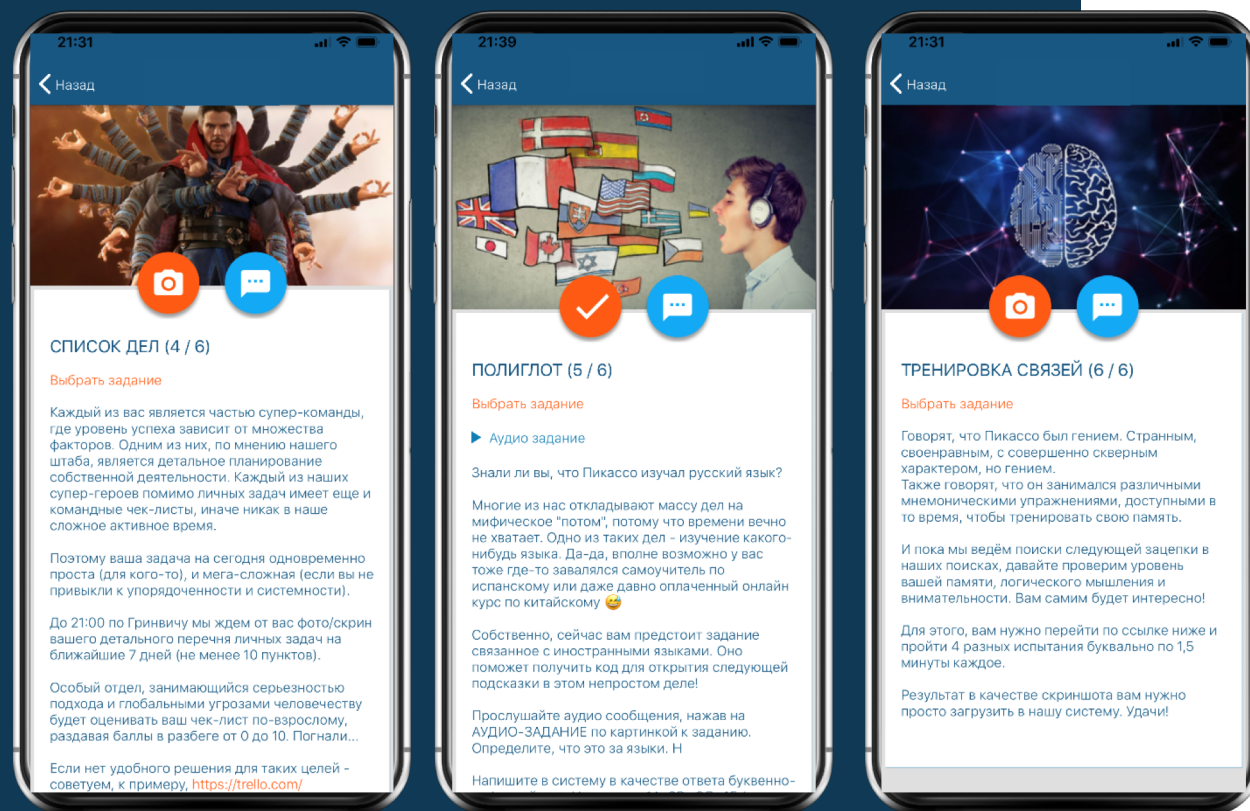 21:31
Назад
СПИСОК ДЕЛ (4 / 6)
Выбрать задание
Каждый из вас является частью супер-команды,
где уровень успеха зависит от множества
факторов. Одним из них, по мнению нашего
штаба, является детальное планирование
собственной деятельности. Каждый из наших
супер-героев помимо личных задач имеет еще и
командные чек-листы, иначе никак в наше
сложное активное время.
Поэтому ваша задача на сегодня одновременно
проста (для кого-то), и мега-сложная (если вы не
привыкли к упорядоченности и системности).
До 21:00 по Гринвичу мы ждем от вас фото/скрин
вашего детального перечня личных задач на
ближайшие 7 дней (не менее 10 пунктов).
Особый отдел, занимающийся серьезностью
подхода и глобальными угрозами человечеству
будет оценивать ваш чек-лист по-взрослому,
раздавая баллы в разбеге от 0 до 10. Погнали...
Если нет удобного решения для таких целей -
советуем, к примеру, https://trello.com/
21:39
Назад
ПОЛИГЛОТ (5 / 6)
Выбрать задание
Аудио задание
Знали ли вы, что Пикассо изучал русский язык?
Многие из нас откладывают массу дел на
мифическое "потом", потому что времени вечно
не хватает. Одно из таких дел - изучение какого-
нибудь языка. Да-да, вполне возможно у вас
тоже где-то завалялся самоучитель по
испанскому или даже давно оплаченный онлайн
курс по китайскому 😅
Собственно, сейчас вам предстоит задание
связанное с иностранными языками. Оно
поможет получить код для открытия следующей
подсказки в этом непростом деле!
Прослушайте аудио сообщения, нажав на
АУДИО-ЗАДАНИЕ по картинкой к заданию.
Определите, что это за языки. Н
Напишите в систему в качестве ответа буквенно-
21:31
Назад
ТРЕНИРОВКА СВЯЗЕЙ (6 / 6)
Выбрать задание
Говорят, что Пикассо был гением. Странным,
своенравным, с совершенно скверным
характером, но гением.
Также говорят, что он занимался различными
мнемоническими упражнениями, доступными в
то время, чтобы тренировать свою память.
И пока мы ведём поиски следующей зацепки в
наших поисках, давайте проверим уровень
вашей памяти, логического мышления и
внимательности. Вам самим будет интересно!
Для этого, вам нужно перейти по ссылке ниже и
пройти 4 разных испытания буквально по 1,5
минуты каждое.
Результат в качестве скриншота вам нужно
просто загрузить в нашу систему. Удачи!